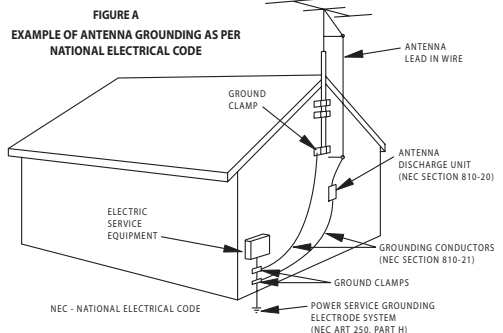 FIGURE A
EXAMPLE OF ANTENNA GROUNDING AS PER
NATIONAL ELECTRICAL CODE
ANTENNA
LEAD IN WIRE
GROUND
CLAMP
ANTENNA
DISCHARGE UNIT
(NEC SECTION 810-20)
ELECTRIC
SERVICE
EQUIPMENT
GROUNDING CONDUCTORS
(NEC SECTION 810-21)
GROUND CLAMPS
NEC - NATIONAL ELECTRICAL CODE
POWER SERVICE GROUNDING
ELECTRODE SYSTEM
(NEC ART 250, PART H)